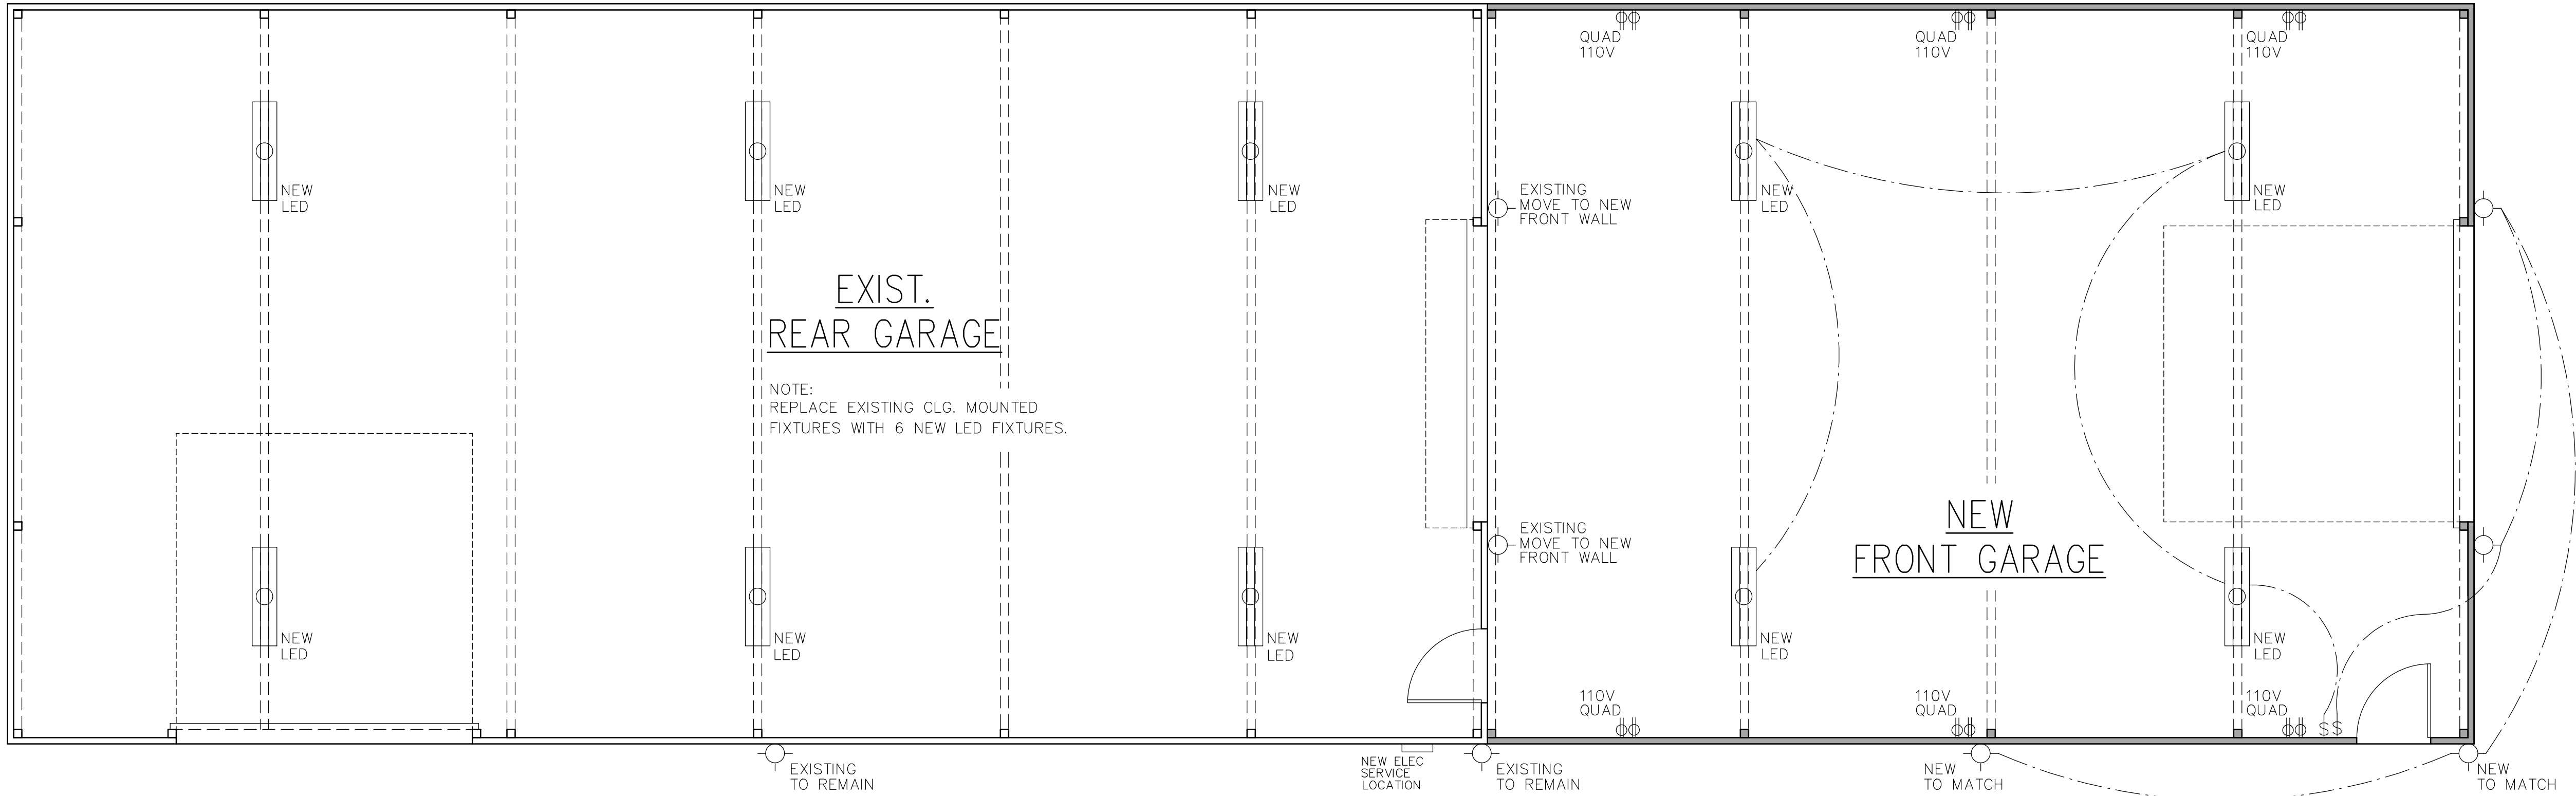 QUAD
110V
QUAD
110V
QUAD
110V
NEW
LED
NEW
LED
NEW
LED
EXISTING
MOVE TO NEW
FRONT WALL
NEW
LED
NEW
LED
EXIST.
REAR GARAGE
NOTE:
REPLACE EXISTING CLG. MOUNTED
FIXTURES WITH 6 NEW LED FIXTURES.
EXISTING
MOVE TO NEW
FRONT WALL
NEW
FRONT GARAGE
NEW
LED
NEW
LED
NEW
LED
NEW
LED
NEW
LED
110V
QUAD
110V
QUAD
110V
QUAD
$$
EXISTING
TO REMAIN
NEW ELEC
SERVICE
LOCATION
EXISTING
TO REMAIN
NEW
TO MATCH
NEW
TO MATCH